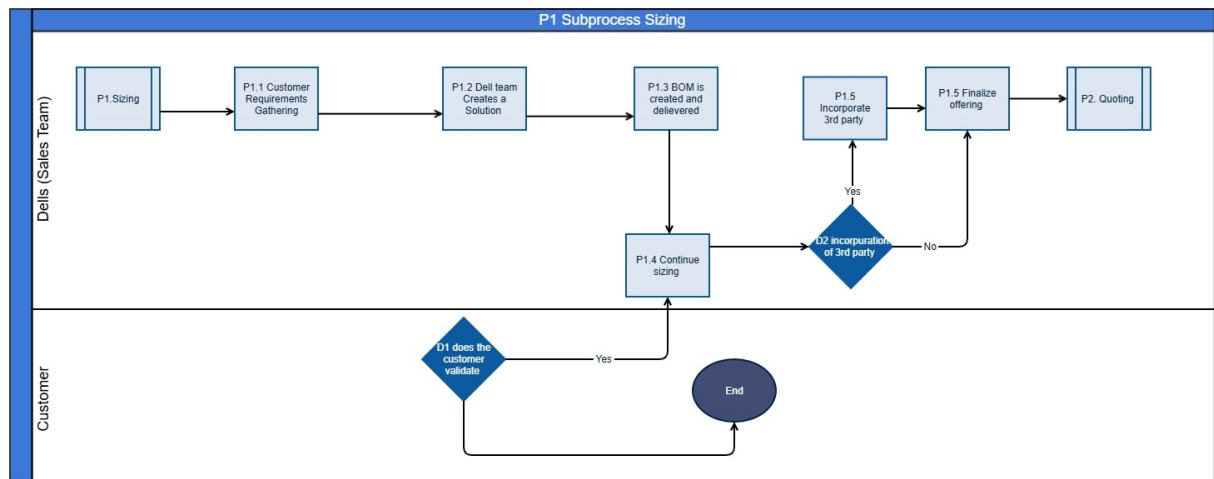 P1 Subprocess Sizing
Dells (Sales Team)
P1.Sizing
P1.1 Customer
Requirements
Gathering
P1.2 Dell team
Creates a
Solution
P1.3 BOM is
created and
delievered
P1.5
Incorporate
3rd party
P1.5 Finalize
offering
P2. Quoting
Yes
P1.4 Continue
sizing
D2 incorpuration
of 3rd party
No
Customer
D1 does the
customer
validate
Yes
End